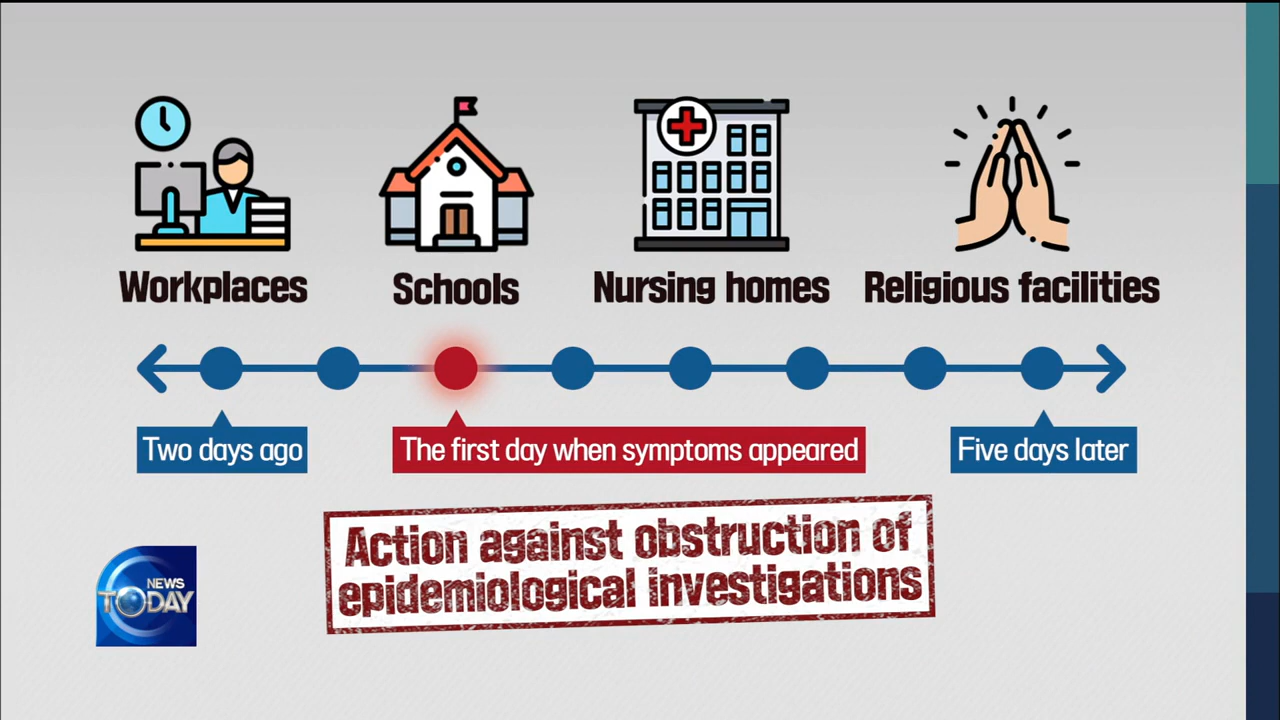 Workplaces
Schools
Nursing homes
Religious facilities
Two days ago
The first day when symptoms appeared
Five days later
Action against obstruction of
epidemiological investigations
NEWS
TODAY